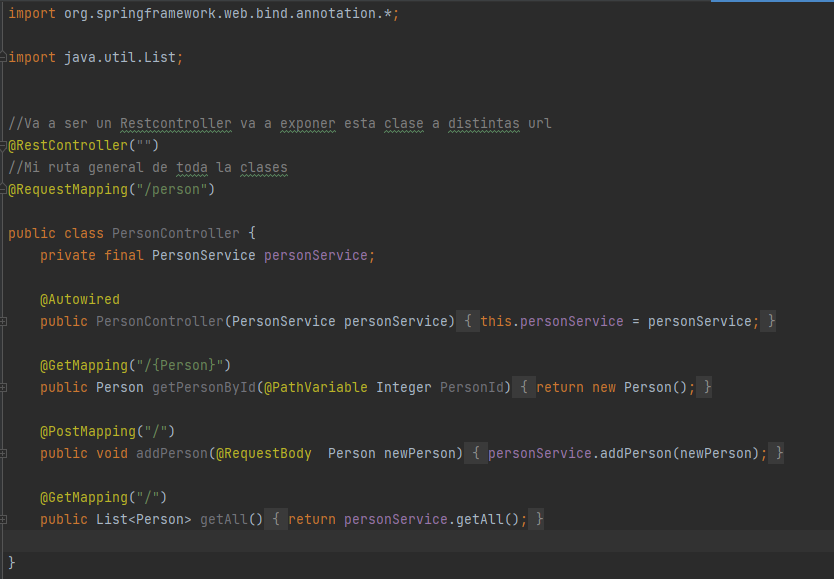 import org.springframework.web.bind.annotation.*;
import java.util.List;
//Va a ser un Restcontroller va a exponer esta clase a distintas url
@RestController("")
//Mi ruta general de toda la clases
@RequestMapping("/person")
public class PersonController {
private final PersonService personService;
@Autowired
public PersonController(PersonService personService) { this.personService = personService; }
@GetMapping("/{Person}")
public Person getPersonById(@PathVariable Integer PersonId) { return new Person(); }
@PostMapping("/")
public void addPerson(@RequestBody  Person newPerson) { personService.addPerson(newPerson); }
@GetMapping("/")
public List<Person> getAll() { return personService.getAll(); }
}